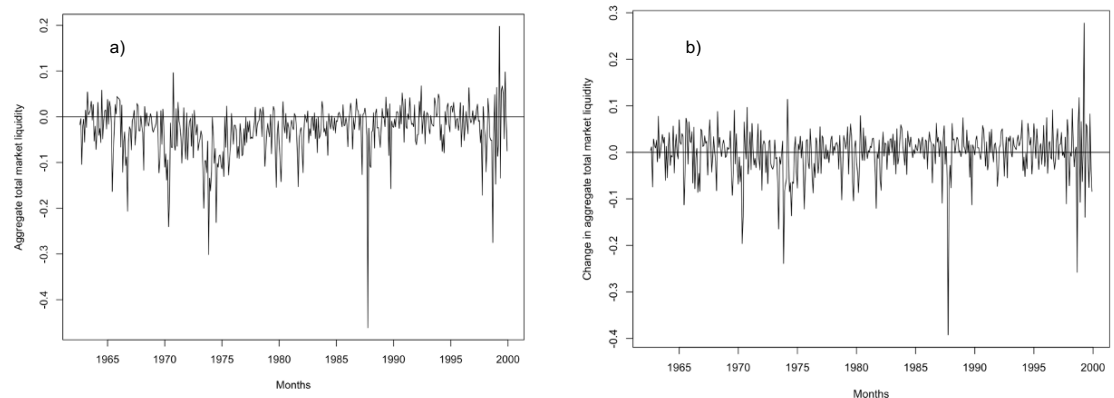 a)
Aggregate total market liquidity
0.2
0.1
0.0
-0.1
-0.2
-0.3
-0.4
1965 1970 1975 1980 1985 1990 1995 2000
Months
b)
Change in aggregate total market liquidity
0.3
0.2
0.1
0.0
-0.1
-0.2
-0.3
-0.4
1965 1970 1975 1980 1985 1990 1995 2000
Months